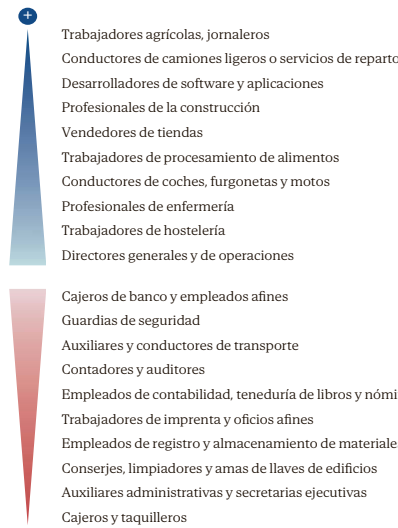 +
Trabajadores agrícolas, jornaleros
Conductores de camiones ligeros o servicios de reparto
Desarrolladores de software y aplicaciones
Profesionales de la construcción
Vendedores de tiendas
Trabajadores de procesamiento de alimentos
Conductores de coches, furgonetas y motos
Profesionales de enfermería
Trabajadores de hostelería
Directores generales y de operaciones
Cajeros de banco y empleados afines
Guardias de seguridad
Auxiliares y conductores de transporte
Contadores y auditores
Empleados de contabilidad, teneduría de libros y
Trabajadores de imprenta y oficios afines
Empleados de registro y almacenamiento de
Conserjes, limpiadores y amas de llaves de edificios
Auxiliares administrativas y secretarias ejecutivas
Cajeros y taquilleros